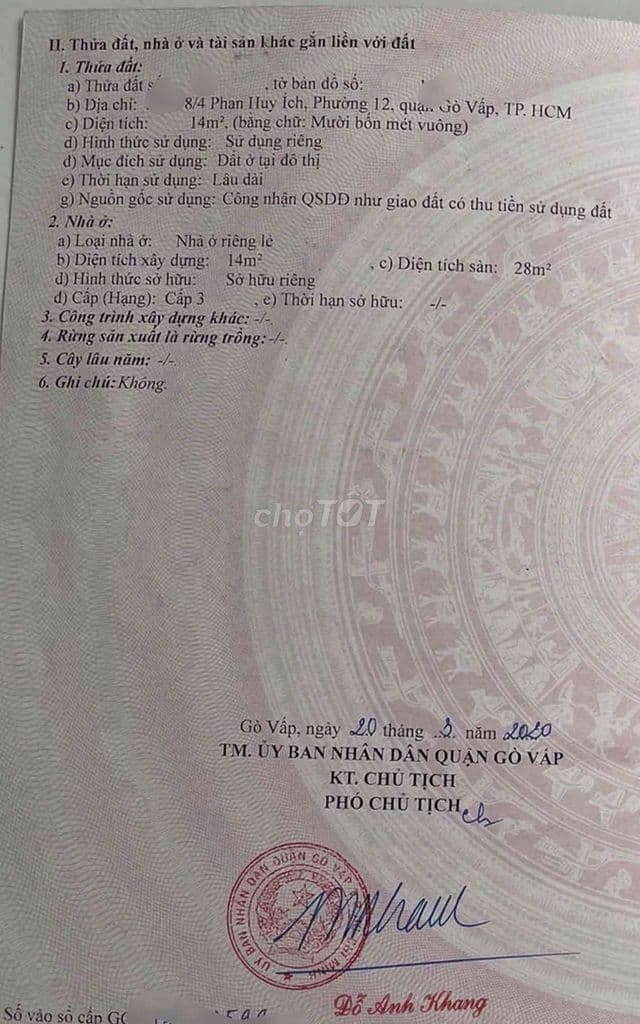 II. Thửa đất, nhà ở và tài sản khác gắn liền với đất
1. Thửa đất:
a) Thửa đất số , tờ bản đồ số:
b) Địa chỉ: 8/4 Phan Huy Ích, Phường 12, quận Gò Vấp, TP. HCM
c) Diện tích: 14m², (bằng chữ: Mười bốn mét vuông)
d) Hình thức sử dụng: Sử dụng riêng
đ) Mục đích sử dụng: Đất ở tại đô thị
e) Thời hạn sử dụng: Lâu dài
g) Nguồn gốc sử dụng: Công nhận QSDĐ như giao đất có thu tiền sử dụng đất
2. Nhà ở:
a) Loại nhà ở: Nhà ở riêng lẻ
b) Diện tích xây dựng: 14m² , c) Diện tích sàn: 28m²
d) Hình thức sở hữu: Sở hữu riêng
đ) Cấp (Hạng): Cấp 3 , e) Thời hạn sở hữu: -/-
3. Công trình xây dựng khác: -/-
4. Rừng sản xuất là rừng trồng: -/-
5. Cây lâu năm: -/-
6. Ghi chú: Không.
chợTỐT
Gò Vấp, ngày 20 tháng 3 năm 2020
TM. ỦY BAN NHÂN DÂN QUẬN GÒ VẤP
KT. CHỦ TỊCH
PHÓ CHỦ TỊCH
ỦY BAN NHÂN DÂN QUẬN GÒ VẤP
Đỗ Anh Khang
Số vào sổ cấp GC